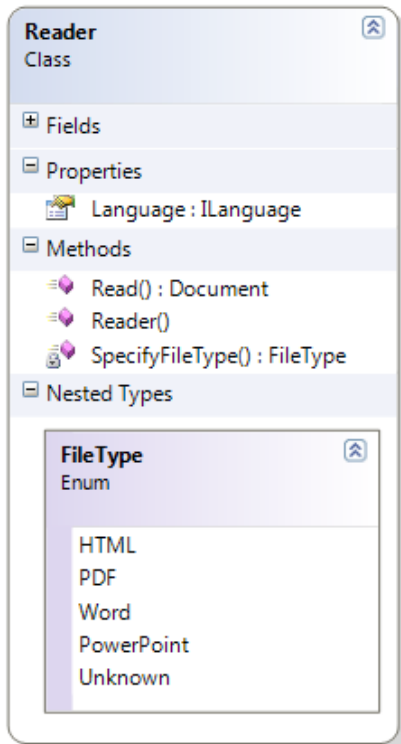 Reader
Class
Fields
Properties
Language : ILanguage
Methods
Read() : Document
Reader()
SpecifyFileType() : FileType
Nested Types
FileType
Enum
HTML
PDF
Word
PowerPoint
Unknown